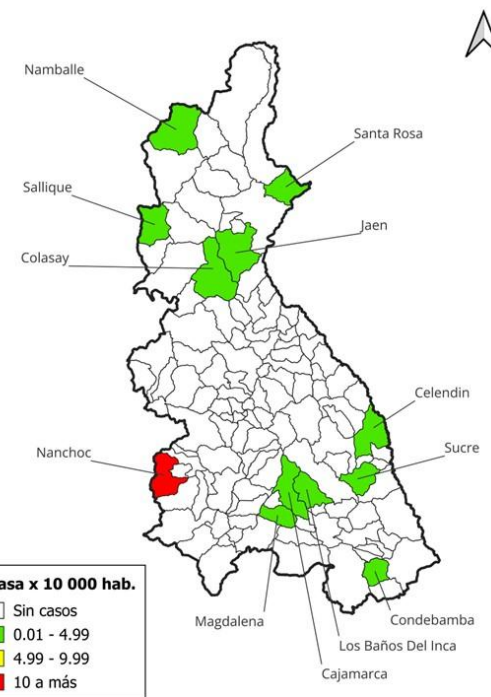 Namballe
Santa Rosa
Sallique
Jaen
Colasay
Celendin
Sucre
Nanchoc
asa x 10 000 hab.
Sin casos
0.01 - 4.99
4.99 - 9.99
10 a más
Magdalena
Condebamba
Los Baños Del Inca
Cajamarca